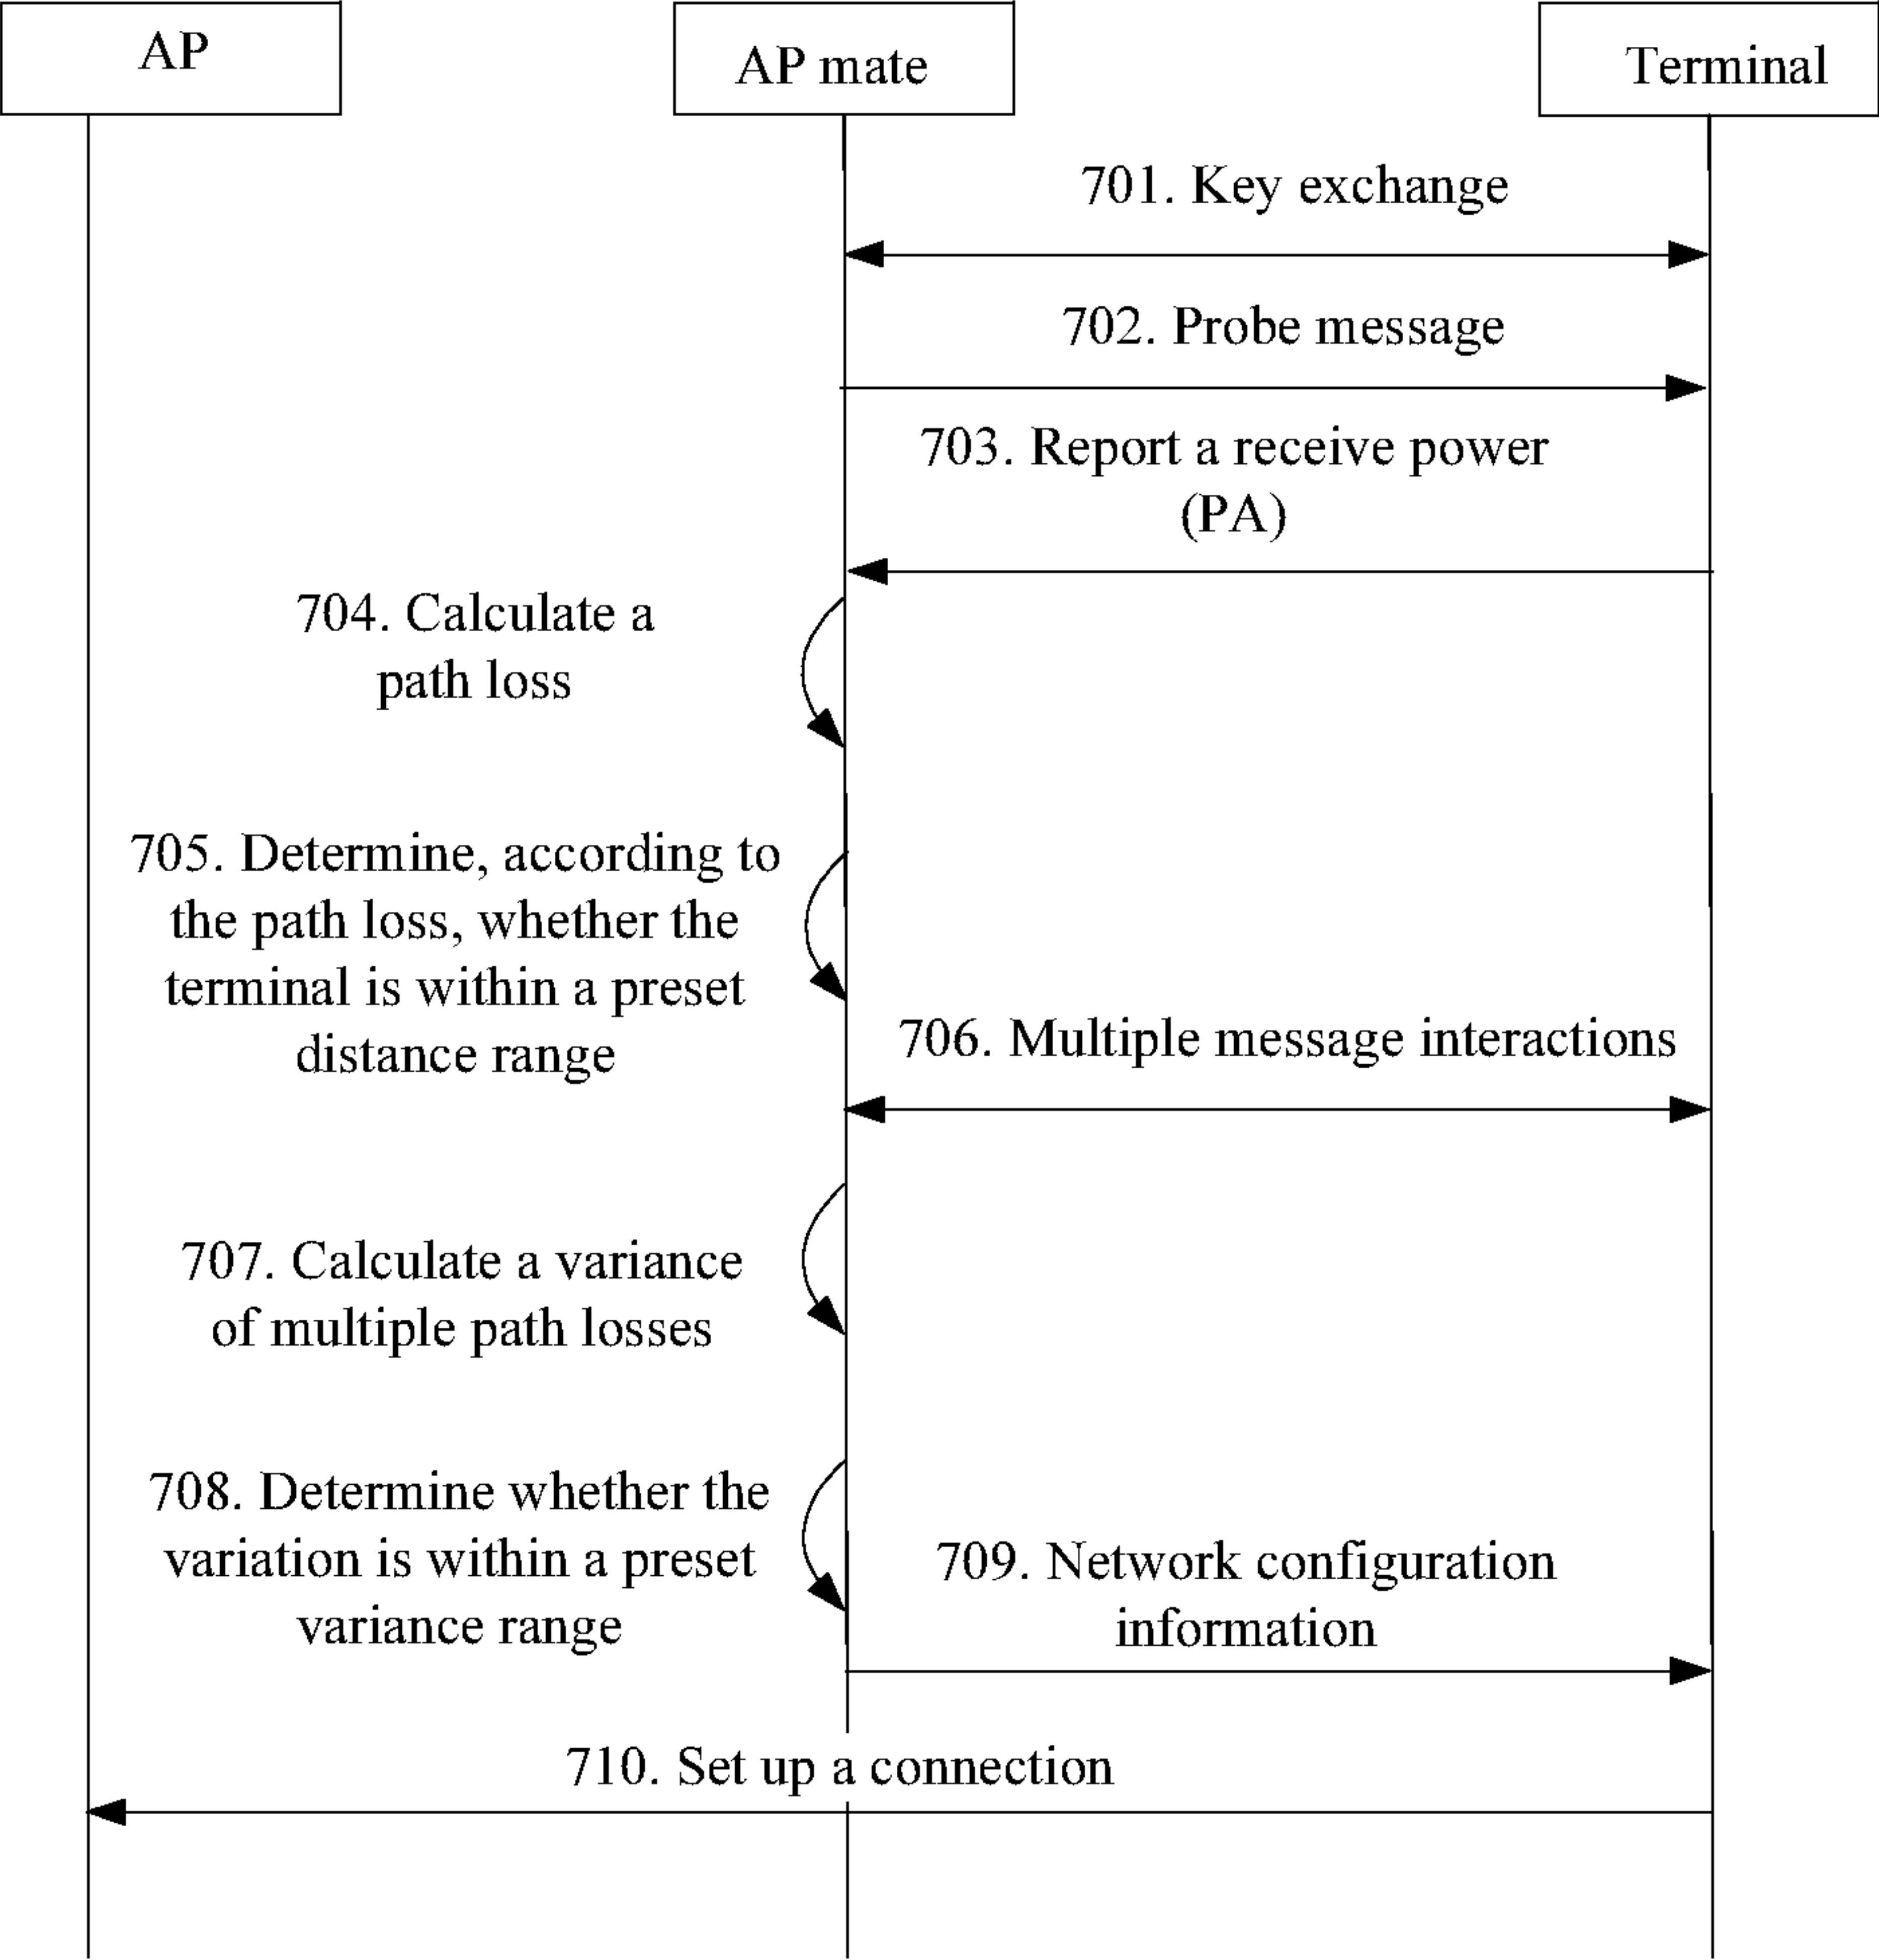 AP
AP mate
Terminal
701. Key exchange
702. Probe message
703. Report a receive power
(PA)
704. Calculate a
path loss
705. Determine, according to
the path loss, whether the
terminal is within a preset
distance range
706. Multiple message interactions
707. Calculate a variance
of multiple path losses
708. Determine whether the
variation is within a preset
variance range
709. Network configuration
information
710. Set up a connection